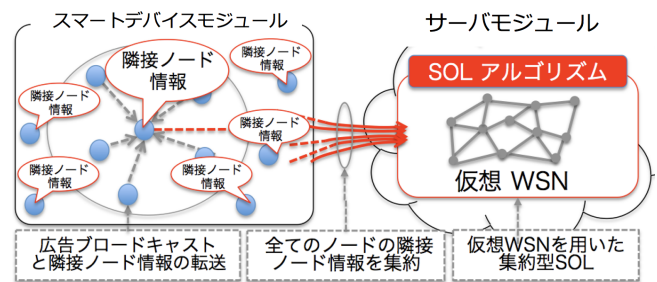 スマートデバイスモジュール
サーバモジュール
隣接ノード
情報
隣接ノード
情報
隣接ノード
情報
隣接ノード
情報
隣接ノード
情報
隣接ノード
情報
SOL アルゴリズム
仮想 WSN
広告ブロードキャスト
と隣接ノード情報の転送
全てのノードの隣接
ノード情報を集約
仮想WSNを用いた
集約型SOL